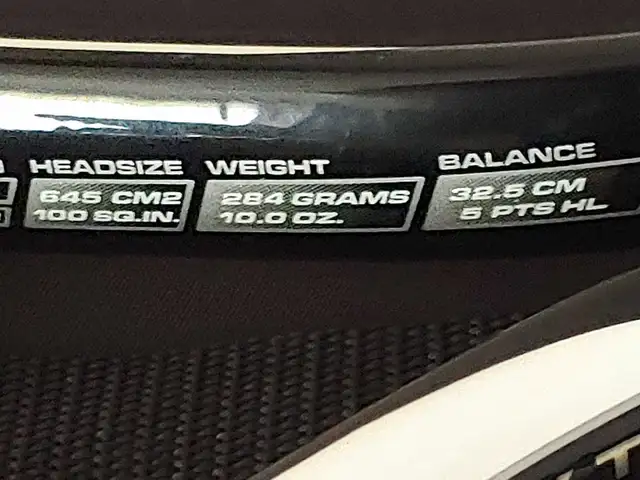 HEADSIZE WEIGHT BALANCE
645 CM2 284 GRAMS 32.5 CM
100 SQ.IN. 10.0 OZ. 5 PTS HL